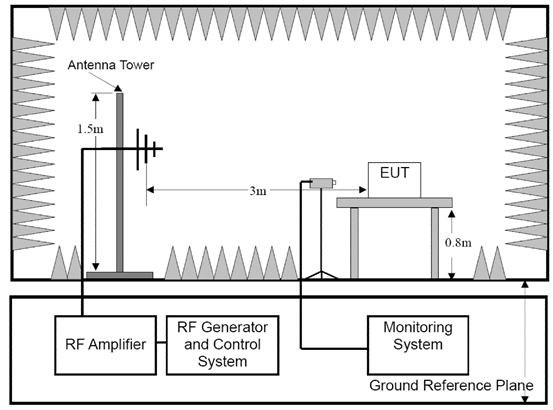 Antenna Tower
1.5m
EUT
3m
0.8m
RF Amplifier
RF Generator
and Control
System
Monitoring
System
Ground Reference Plane